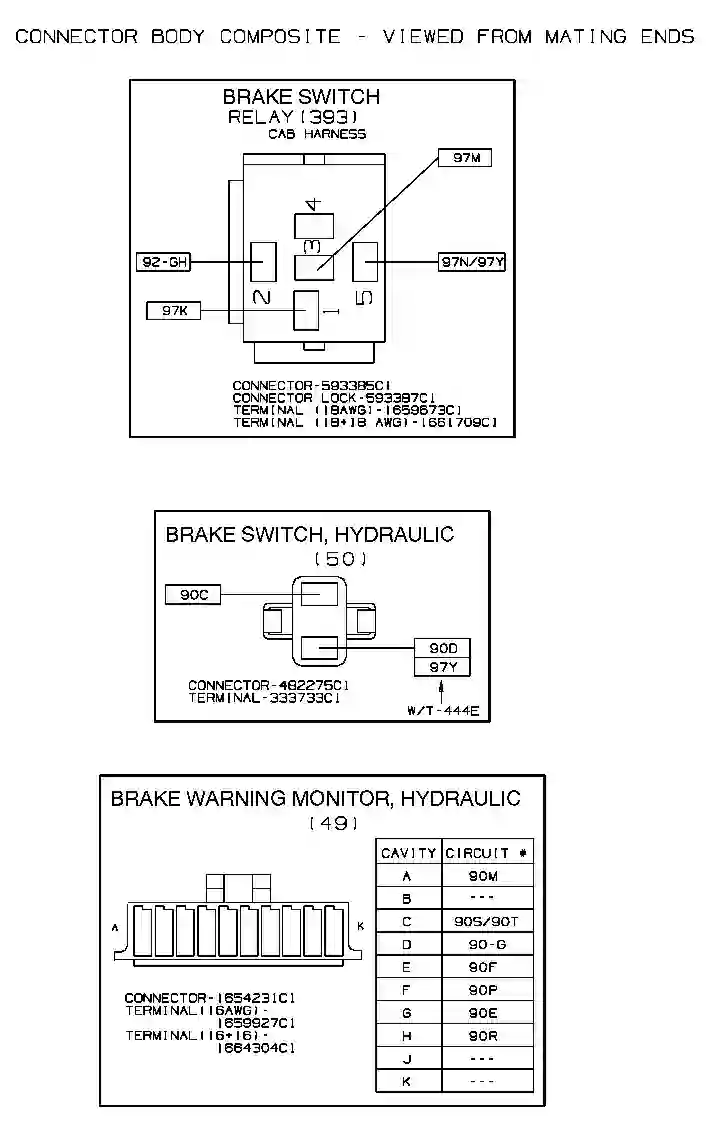 CONNECTOR BODY COMPOSITE - VIEWED FROM MATING ENDS
BRAKE SWITCH
RELAY(393)
CAB HARNESS
97M
4
3
92-GH
97N/97Y
2
5
97K
1
CONNECTOR-593385C1
CONNECTOR LOCK-593387C1
TERMINAL (18AWG)-1659673C1
TERMINAL (18+18 AWG)-1661709C1
BRAKE SWITCH, HYDRAULIC
(50)
90C
90D
97Y
CONNECTOR-482275C1
TERMINAL-333733C1
W/T-444E
BRAKE WARNING MONITOR, HYDRAULIC
(49)
CAVITY CIRCUIT #
A 90M
B ---
C 90S/90T
D 90-G
E 90F
F 90P
G 90E
H 90R
J ---
K ---
A K
CONNECTOR-1654231C1
TERMINAL(16AWG)-
1659927C1
TERMINAL(16+16)-
1664304C1